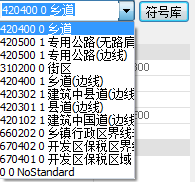 420400 0 乡道
符号库
420400 0 乡道
420500 1 专用公路(无路肩
420500 1 专用公路(边线)
310200 0 街区
420400 1 乡道(边线)
420302 1 建筑中县道(边线
420301 1 县道(边线)
420102 1 建筑中国道(边线
660202 0 乡镇行政区界线
670402 0 开发区保税区界线
670401 0 开发区保税区域
0 0 NoStandard